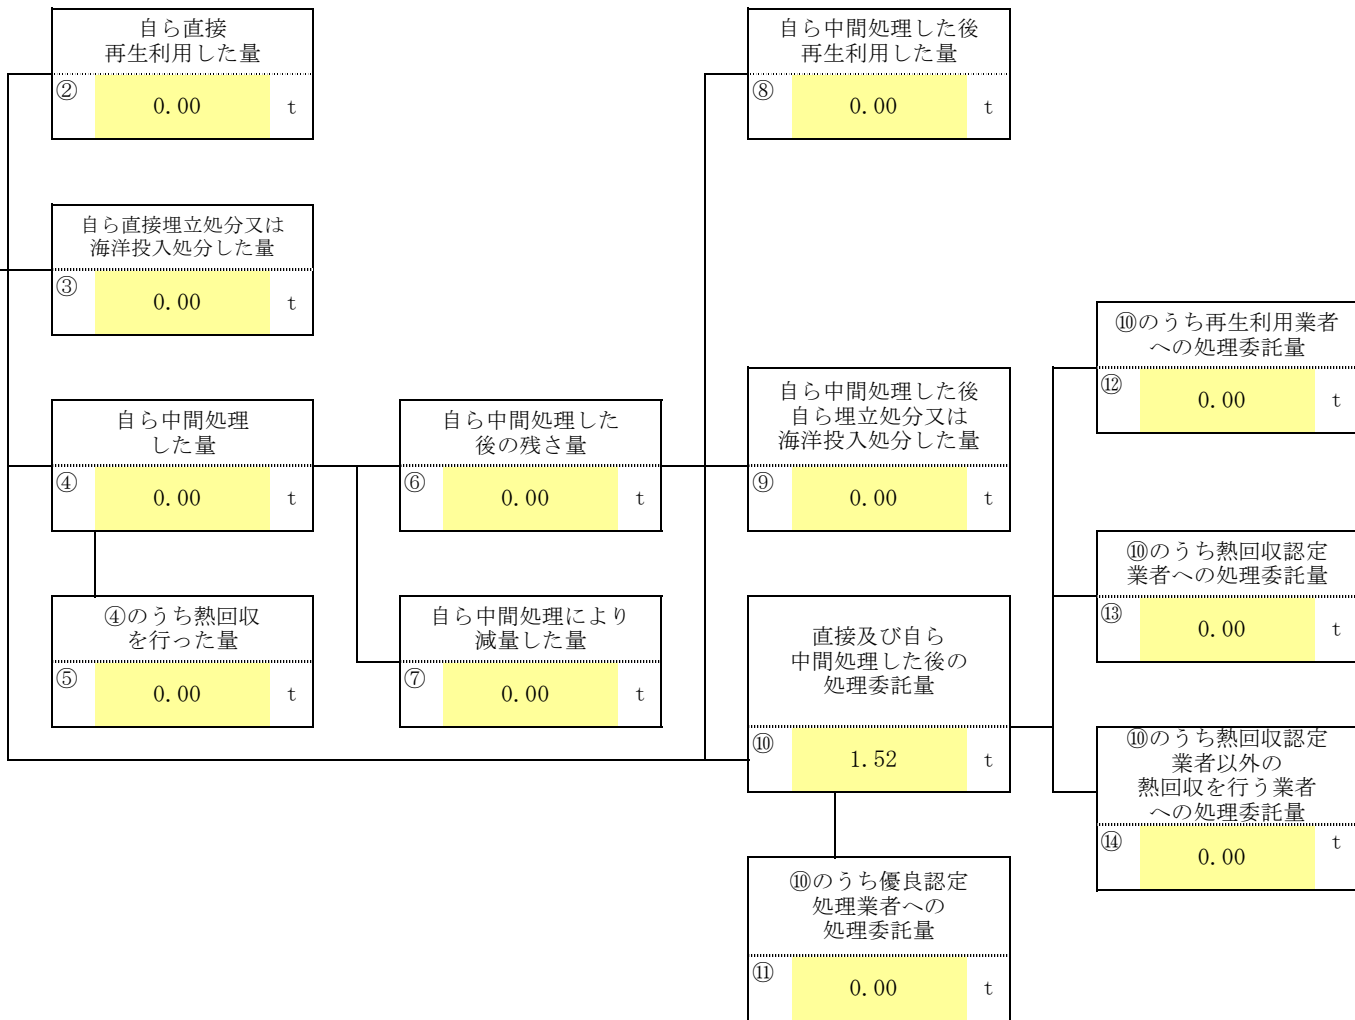 自ら直接
再生利用した量
② 0.00 t
自ら直接埋立処分又は
海洋投入処分した量
③ 0.00 t
自ら中間処理
した量
④ 0.00 t
④のうち熱回収
を行った量
⑤ 0.00 t
自ら中間処理した
後の残さ量
⑥ 0.00 t
自ら中間処理により
減量した量
⑦ 0.00 t
自ら中間処理した後
再生利用した量
⑧ 0.00 t
自ら中間処理した後
自ら埋立処分又は
海洋投入処分した量
⑨ 0.00 t
直接及び自ら
中間処理した後の
処理委託量
⑩ 1.52 t
⑩のうち優良認定
処理業者への
処理委託量
⑪ 0.00 t
⑩のうち再生利用業者
への処理委託量
⑫ 0.00 t
⑩のうち熱回収認定
業者への処理委託量
⑬ 0.00 t
⑩のうち熱回収認定
業者以外の
熱回収を行う業者
への処理委託量
⑭ 0.00 t